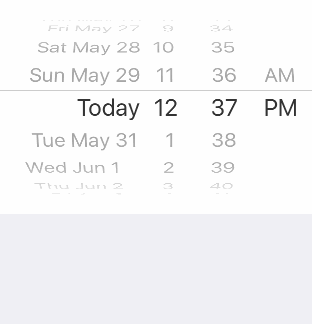 Fri May 27 9 34
Sat May 28 10 35
Sun May 29 11 36 AM
Today 12 37 PM
Tue May 31 1 38
Wed Jun 1 2 39
Thu Jun 2 3 40